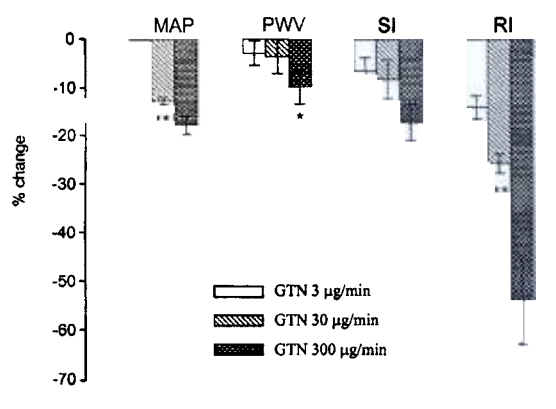 MAP PWV SI RI
0
-10
-20
-30
-40
-50
-60
-70
% change
*
GTN 3 µg/min
GTN 30 µg/min
GTN 300 µg/min